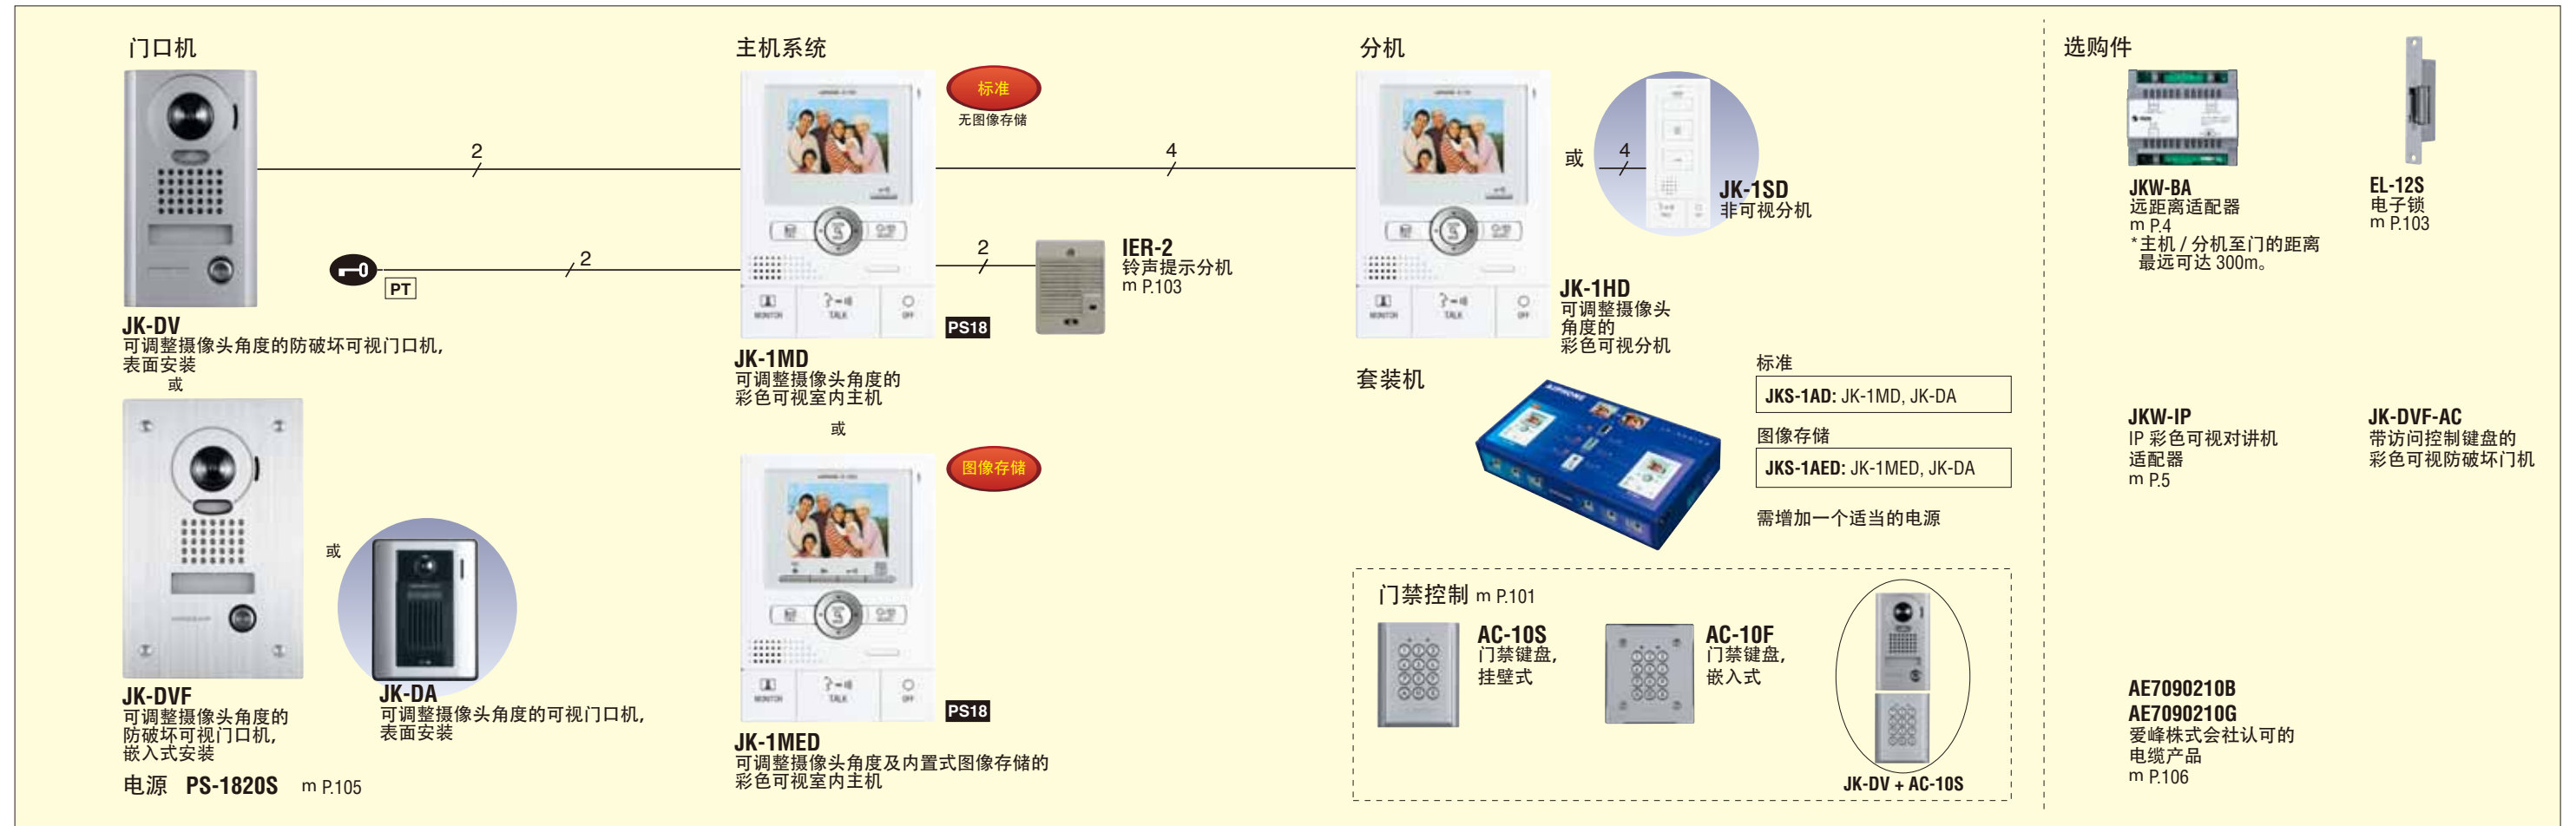 门口机
JK-DV
可调整摄像头角度的防破坏可视门口机,
表面安装
或
JK-DVF
可调整摄像头角度的
防破坏可视门口机,
嵌入式安装
或
JK-DA
可调整摄像头角度的可视门口机,
表面安装
电源 PS-1820S m P.105
2
2
PT
主机系统
标准
无图像存储
MONITOR TALK OFF
PS18
JK-1MD
可调整摄像头角度的
彩色可视室内主机
或
图像存储
MONITOR TALK OFF
PS18
JK-1MED
可调整摄像头角度及内置式图像存储的
彩色可视室内主机
4
2
IER-2
铃声提示分机
m P.103
分机
MONITOR TALK OFF
或
4
JK-1SD
非可视分机
JK-1HD
可调整摄像头
角度的
彩色可视分机
套装机
AIPHONE
标准
JKS-1AD: JK-1MD, JK-DA
图像存储
JKS-1AED: JK-1MED, JK-DA
需增加一个适当的电源
门禁控制 m P.101
AC-10S
门禁键盘,
挂壁式
AC-10F
门禁键盘,
嵌入式
JK-DV + AC-10S
选购件
JKW-BA
远距离适配器
m P.4
*主机 / 分机至门的距离
最远可达 300m。
EL-12S
电子锁
m P.103
JKW-IP
IP 彩色可视对讲机
适配器
m P.5
JK-DVF-AC
带访问控制键盘的
彩色可视防破坏门机
AE7090210B
AE7090210G
爱峰株式会社认可的
电缆产品
m P.106